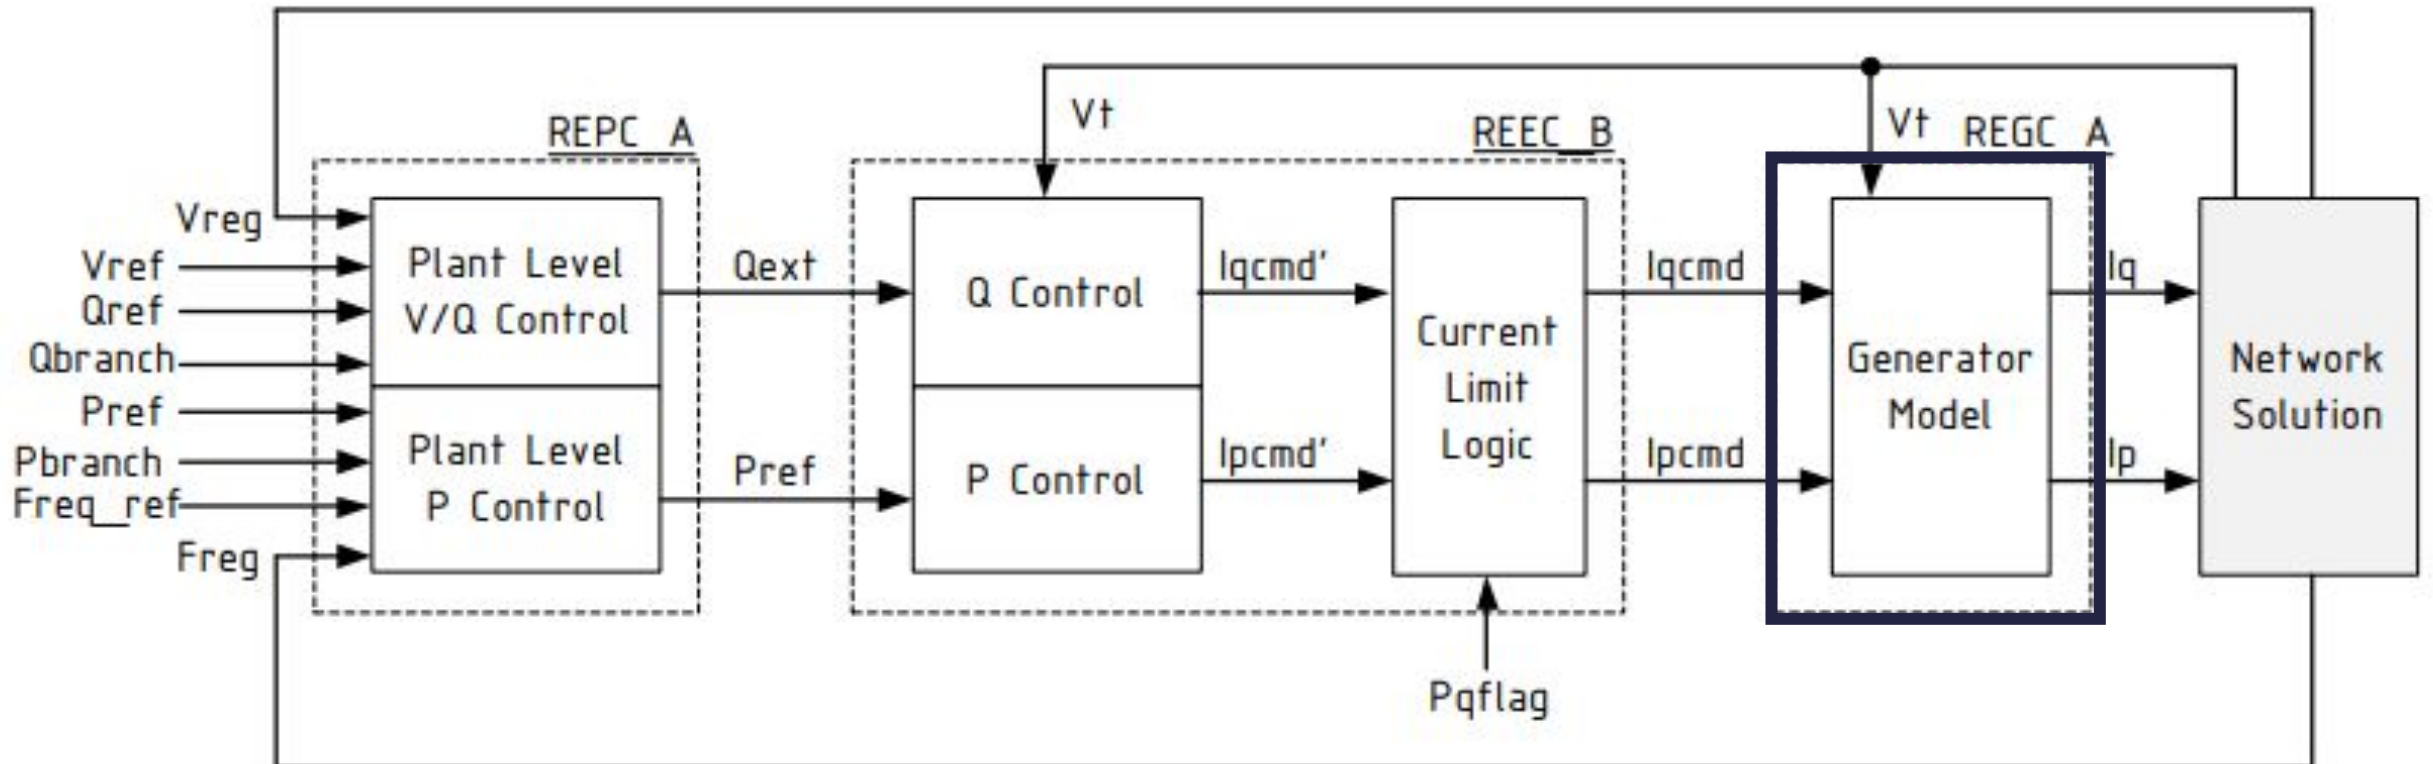 Vt
Vt
REPC_A
REEC_B
REGC_A
Vreg
Vref
Qref
Qbranch
Pref
Pbranch
Freq_ref
Freg
Plant Level
V/Q Control
Plant Level
P Control
Qext
Pref
Q Control
P Control
Iqcmd'
Ipcmd'
Current
Limit
Logic
Pqflag
Iqcmd
Ipcmd
Generator
Model
Iq
Ip
Network
Solution